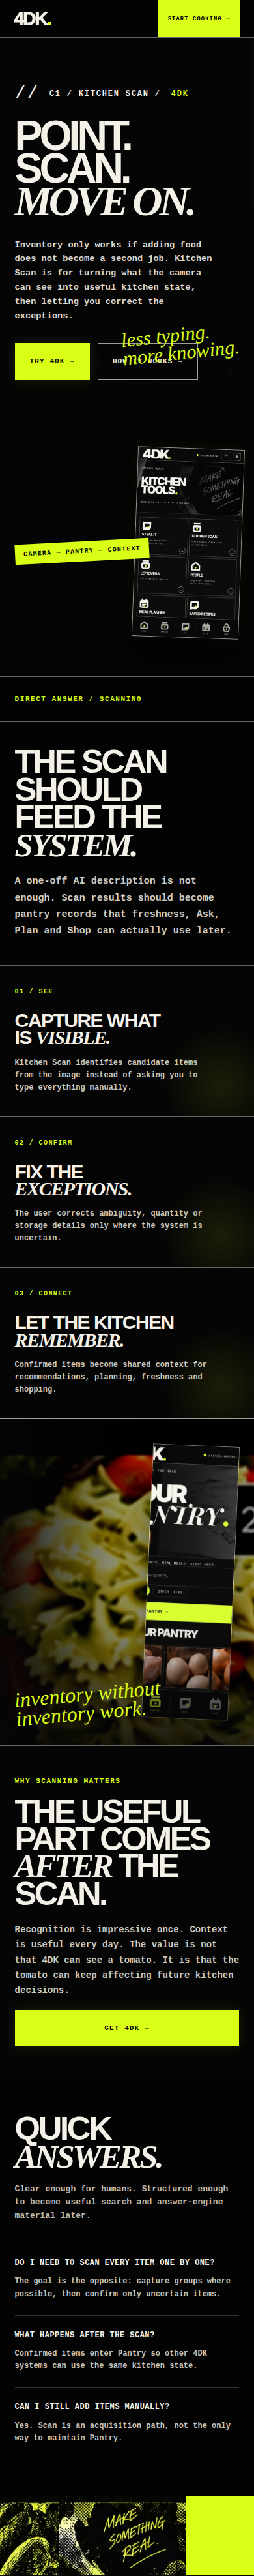 4DK.
START COOKING →
// C1 / KITCHEN SCAN / 4DK
POINT.
SCAN.
MOVE ON.
Inventory only works if adding food
does not become a second job. Kitchen
Scan is for turning what the camera
can see into useful kitchen state,
then letting you correct the
exceptions.
less typing.
more knowing.
TRY 4DK →
4DK.
KITCHEN
TOOLS.
MAKE
SOMETHING
REAL.
KITCHEN SCAN
CAMERA → PANTRY → CONTEXT
LEFTOVERS
PEOPLE
MEAL PLANNER
SAVED RECIPES
DIRECT ANSWER / SCANNING
THE SCAN
SHOULD
FEED THE
SYSTEM.
A one-off AI description is not
enough. Scan results should become
pantry records that freshness, Ask,
Plan and Shop can actually use later.
01 / SEE
CAPTURE WHAT
IS VISIBLE.
Kitchen Scan identifies candidate items
from the image instead of asking you to
type everything manually.
02 / CONFIRM
FIX THE
EXCEPTIONS.
The user corrects ambiguity, quantity or
storage details only where the system is
uncertain.
03 / CONNECT
LET THE KITCHEN
REMEMBER.
Confirmed items become shared context for
recommendations, planning, freshness and
shopping.
K.
OUR
NTRY.
2
OTHER (18)
PANTRY →
UR PANTRY
inventory without
inventory work.
WHY SCANNING MATTERS
THE USEFUL
PART COMES
AFTER THE
SCAN.
Recognition is impressive once. Context
is useful every day. The value is not
that 4DK can see a tomato. It is that the
tomato can keep affecting future kitchen
decisions.
GET 4DK →
QUICK
ANSWERS.
Clear enough for humans. Structured enough
to become useful search and answer-engine
material later.
DO I NEED TO SCAN EVERY ITEM ONE BY ONE?
The goal is the opposite: capture groups where
possible, then confirm only uncertain items.
WHAT HAPPENS AFTER THE SCAN?
Confirmed items enter Pantry so other 4DK
systems can use the same kitchen state.
CAN I STILL ADD ITEMS MANUALLY?
Yes. Scan is an acquisition path, not the only
way to maintain Pantry.
MAKE
SOMETHING
REAL.